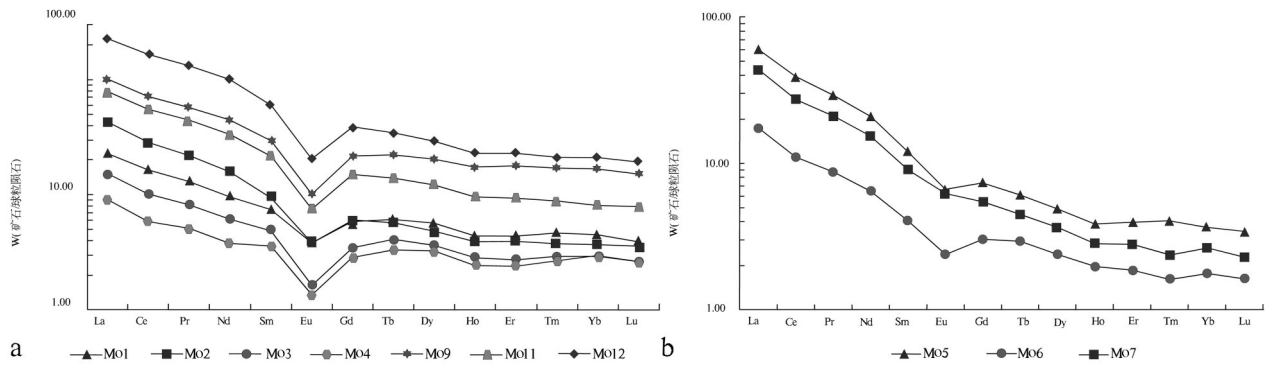 100.00
10.00
1.00
W( 矿石/球粒陨石)
La Ce Pr Nd Sm Eu Gd Tb Dy Ho Er Tm Yb Lu
a
Mo1 Mo2 Mo3 Mo4 Mo9 Mo11 Mo12
100.00
10.00
1.00
W( 矿石/球粒陨石)
La Ce Pr Nd Sm Eu Gd Tb Dy Ho Er Tm Yb Lu
b
Mo5 Mo6 Mo7